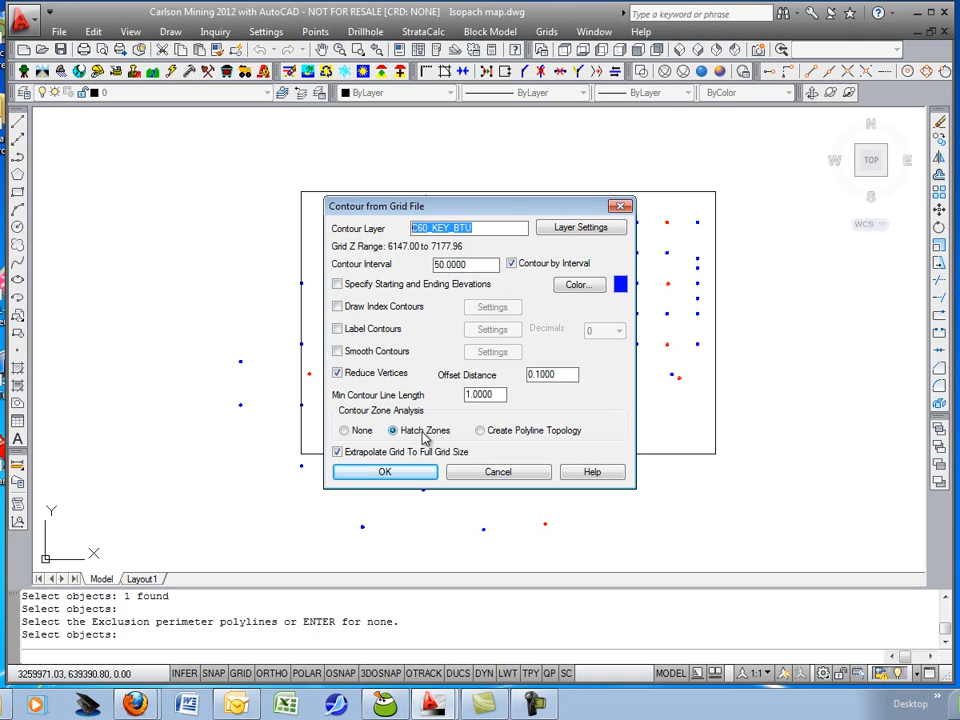 Carlson Mining 2012 with AutoCAD - NOT FOR RESALE [CRD: NONE] Isopach map.dwg
Type a keyword or phrase
File Edit View Draw Inquiry Settings Points Drillhole StrataCalc Block Model Grids Window Help
0 ByLayer ByLayer ByLayer ByColor
N
W TOP E
S
WCS
Contour from Grid File
Contour Layer C60_KEY_BTU Layer Settings
Grid Z Range: 6147.00 to 7177.96
Contour Interval 50.0000 Contour by Interval
Specify Starting and Ending Elevations Color...
Draw Index Contours Settings
Label Contours Settings Decimals 0
Smooth Contours Settings
Reduce Vertices Offset Distance 0.1000
Min Contour Line Length 1.0000
Contour Zone Analysis
None Hatch Zones Create Polyline Topology
Extrapolate Grid To Full Grid Size
OK Cancel Help
Y
X
Model Layout1
Select objects: 1 found
Select objects:
Select the Exclusion perimeter polylines or ENTER for none.
Select objects:
3259971.03, 639390.80, 0.00 INFER SNAP GRID ORTHO POLAR OSNAP 3DOSNAP OTRACK DUCS DYN LWT TPY QP SC MODEL 1:1
Desktop »